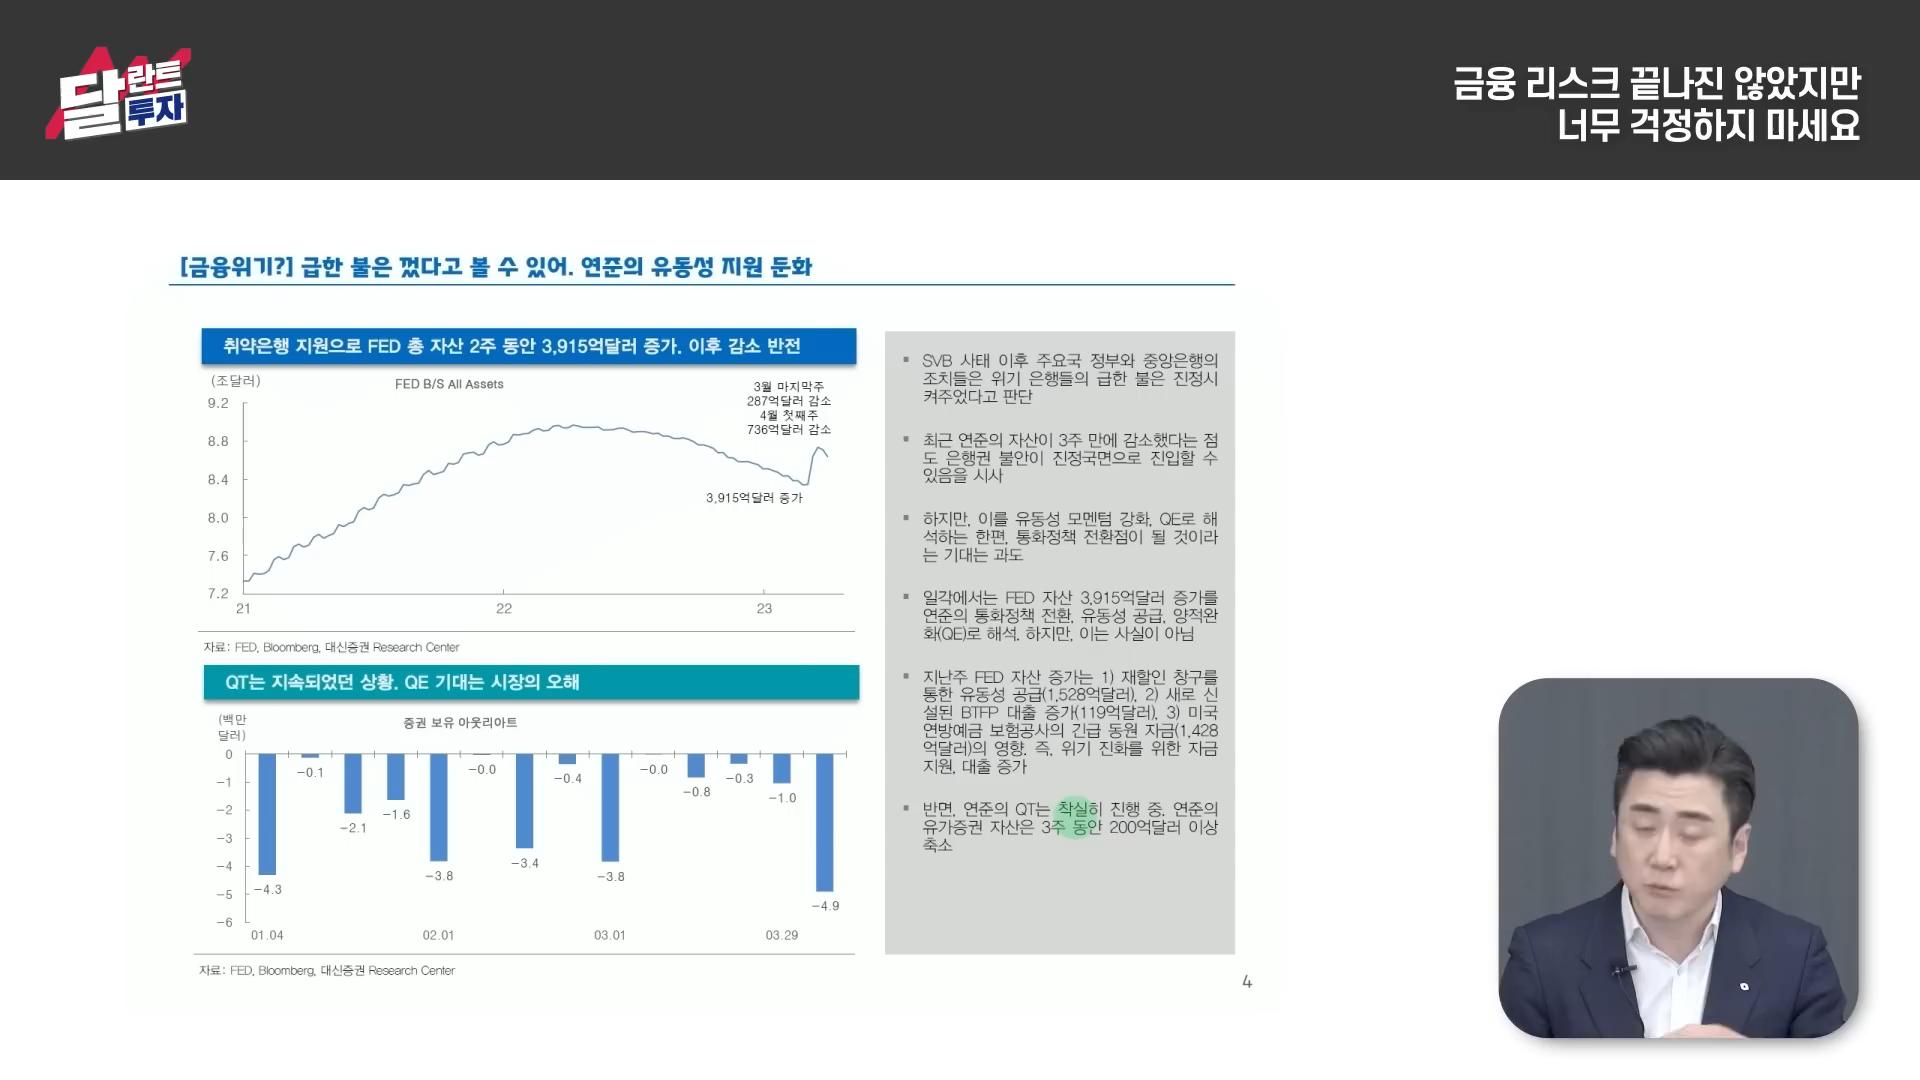 달란트투자
금융 리스크 끝나진 않았지만
너무 걱정하지 마세요
[금융위기?] 급한 불은 껐다고 볼 수 있어. 연준의 유동성 지원 둔화
취약은행 지원으로 FED 총 자산 2주 동안 3,915억달러 증가. 이후 감소 반전
(조달러)
FED B/S All Assets
3월 마지막주
287억달러 감소
4월 첫째주
736억달러 감소
9.2
8.8
8.4
8.0
7.6
7.2
3,915억달러 증가
21
22
23
자료: FED, Bloomberg, 대신증권 Research Center
QT는 지속되었던 상황. QE 기대는 시장의 오해
(백만
달러)
증권 보유 아웃리아트
0
-1
-2
-3
-4
-5
-6
-4.3
-0.1
-2.1
-1.6
-3.8
-0.0
-3.4
-0.4
-3.8
-0.0
-0.8
-0.3
-1.0
-4.9
01.04
02.01
03.01
03.29
자료: FED, Bloomberg, 대신증권 Research Center
▪ SVB 사태 이후 주요국 정부와 중앙은행의
조치들은 위기 은행들의 급한 불은 진정시
켜주었다고 판단
▪ 최근 연준의 자산이 3주 만에 감소했다는 점
도 은행권 불안이 진정국면으로 진입할 수
있음을 시사
▪ 하지만, 이를 유동성 모멘텀 강화, QE로 해
석하는 한편, 통화정책 전환점이 될 것이라
는 기대는 과도
▪ 일각에서는 FED 자산 3,915억달러 증가를
연준의 통화정책 전환, 유동성 공급, 양적완
화(QE)로 해석. 하지만, 이는 사실이 아님
▪ 지난주 FED 자산 증가는 1) 재할인 창구를
통한 유동성 공급(1,528억달러), 2) 새로 신
설된 BTFP 대출 증가(119억달러), 3) 미국
연방예금 보험공사의 긴급 동원 자금(1,428
억달러)의 영향. 즉, 위기 진화를 위한 자금
지원, 대출 증가
▪ 반면, 연준의 QT는 착실히 진행 중. 연준의
유가증권 자산은 3주 동안 200억달러 이상
축소
4